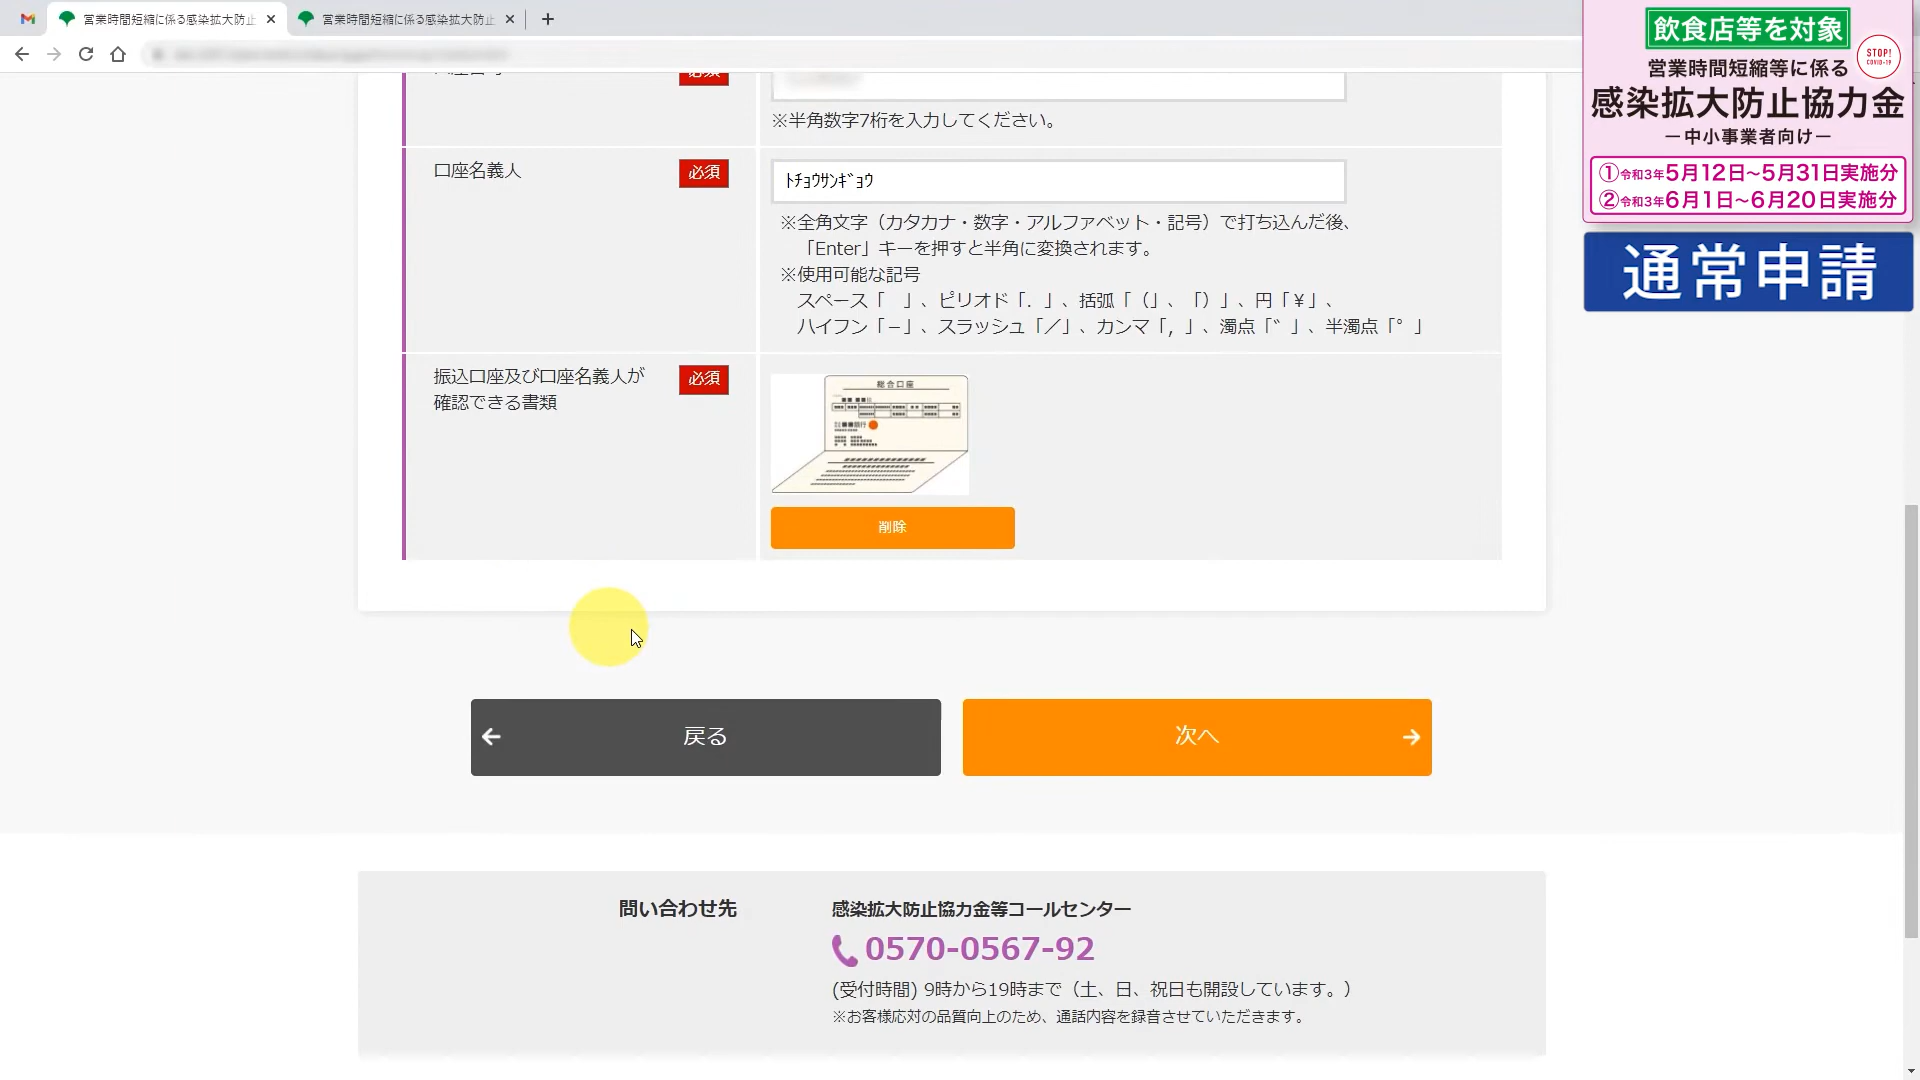 営業時間短縮に係る感染拡大防止
営業時間短縮に係る感染拡大防止
飲食店等を対象
STOP!
COVID-19
営業時間短縮等に係る
感染拡大防止協力金
ー中小事業者向けー
①令和3年5月12日~5月31日実施分
②令和3年6月1日~6月20日実施分
通常申請
必須
※半角数字7桁を入力してください。
口座名義人
必須
ﾄﾁｮｳｻﾝｷﾞｮｳ
※全角文字（カタカナ・数字・アルファベット・記号）で打ち込んだ後、
「Enter」キーを押すと半角に変換されます。
※使用可能な記号
スペース「　」、ピリオド「．」、括弧「（」、「）」、円「￥」、
ハイフン「－」、スラッシュ「／」、カンマ「，」、濁点「゛」、半濁点「゜」
振込口座及び口座名義人が
確認できる書類
必須
総合口座
銀行
削除
戻る
次へ
問い合わせ先
感染拡大防止協力金等コールセンター
0570-0567-92
(受付時間) 9時から19時まで（土、日、祝日も開設しています。）
※お客様応対の品質向上のため、通話内容を録音させていただきます。